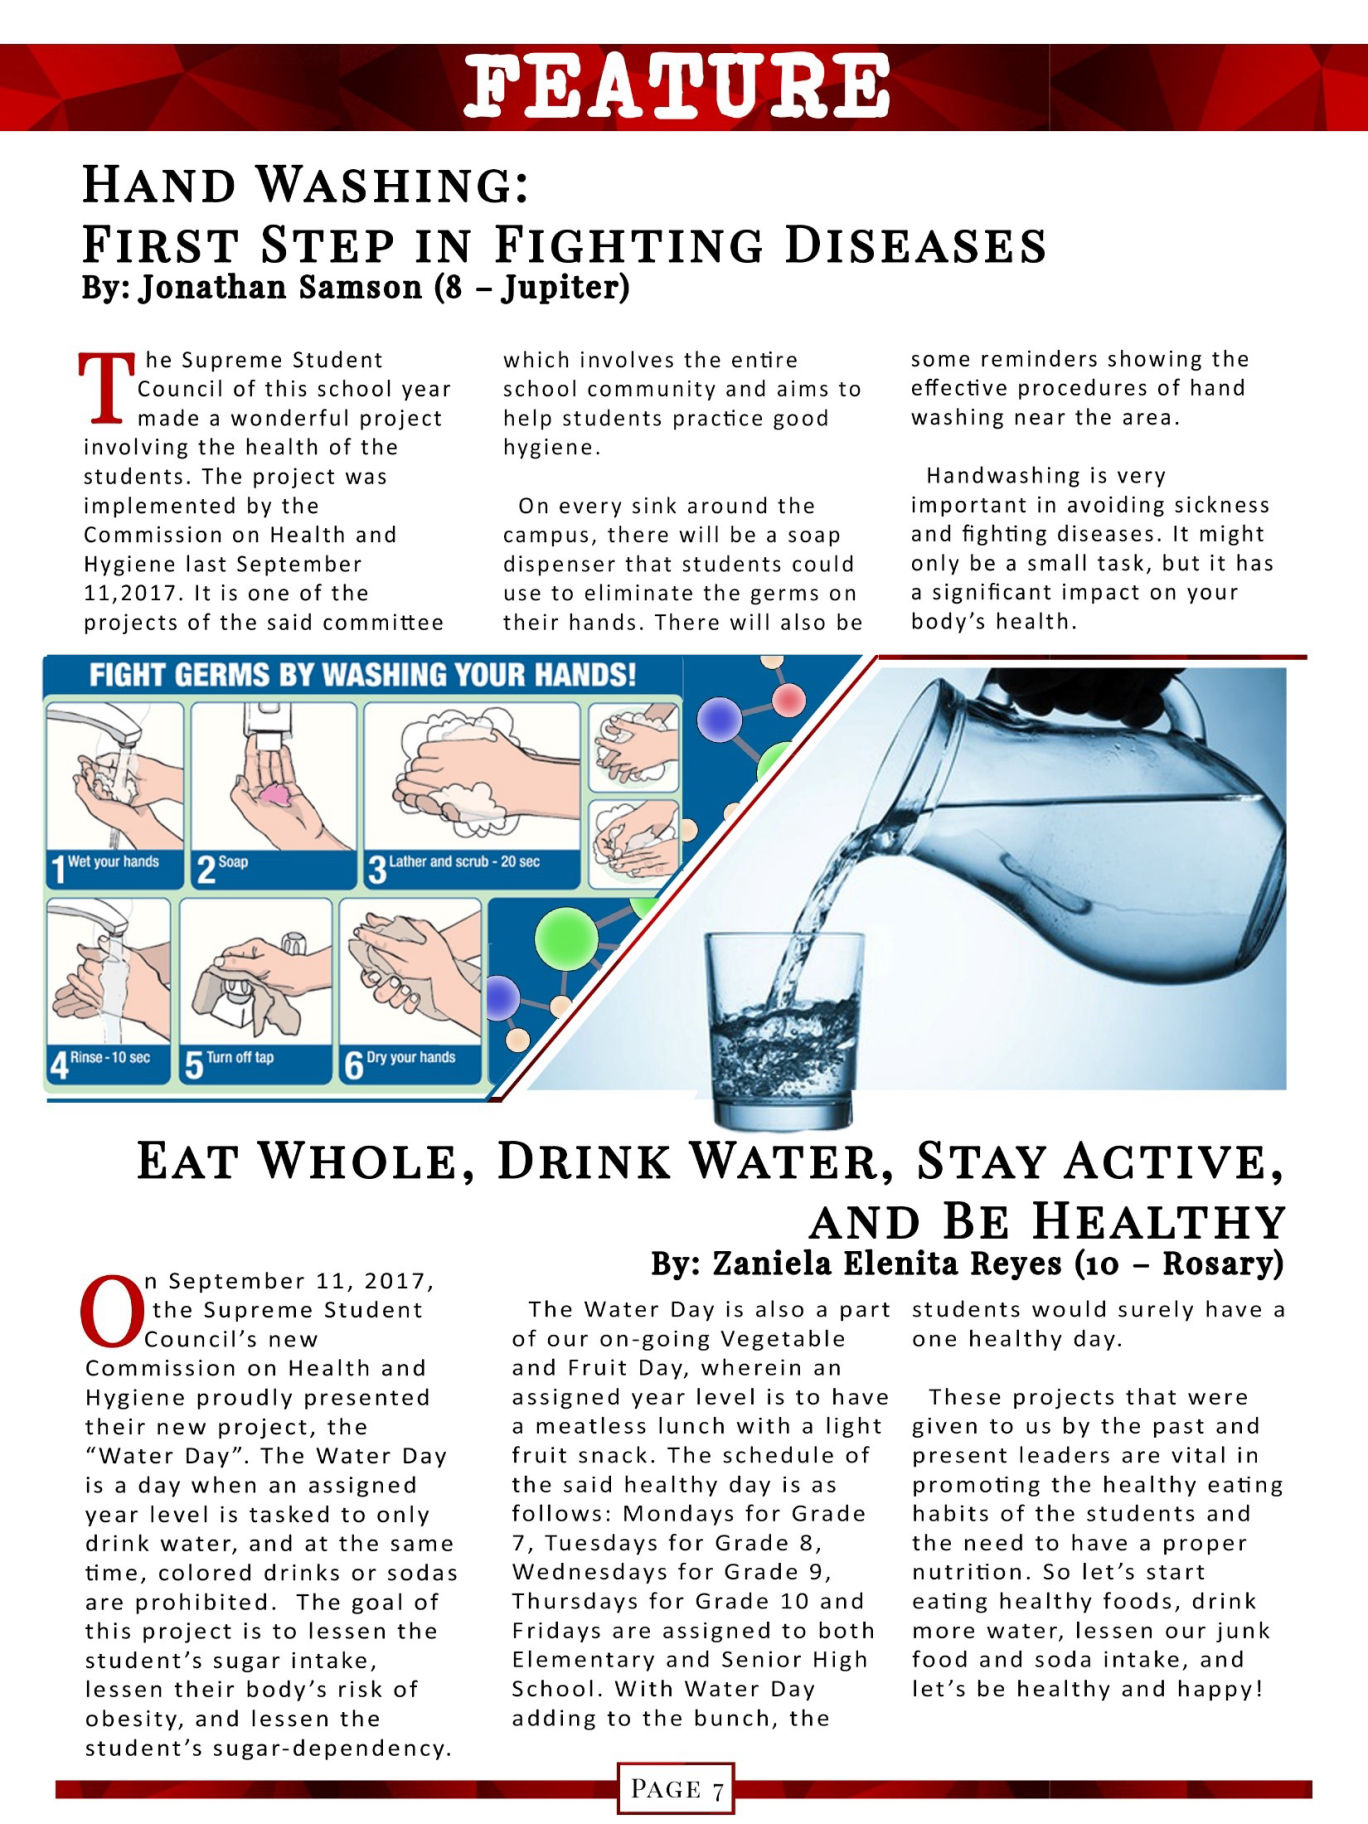 FEATURE
HAND WASHING:
FIRST STEP IN FIGHTING DISEASES
By: Jonathan Samson (8 – Jupiter)
The Supreme Student
Council of this school year
made a wonderful project
involving the health of the
students. The project was
implemented by the
Commission on Health and
Hygiene last September
11,2017. It is one of the
projects of the said committee
which involves the entire
school community and aims to
help students practice good
hygiene.
On every sink around the
campus, there will be a soap
dispenser that students could
use to eliminate the germs on
their hands. There will also be
some reminders showing the
effective procedures of hand
washing near the area.
Handwashing is very
important in avoiding sickness
and fighting diseases. It might
only be a small task, but it has
a significant impact on your
body's health.
FIGHT GERMS BY WASHING YOUR HANDS!
1 Wet your hands
2 Soap
3 Lather and scrub - 20 sec
4 Rinse - 10 sec
5 Turn off tap
6 Dry your hands
EAT WHOLE, DRINK WATER, STAY ACTIVE,
AND BE HEALTHY
By: Zaniela Elenita Reyes (10 – Rosary)
On September 11, 2017,
the Supreme Student
Council's new
Commission on Health and
Hygiene proudly presented
their new project, the
“Water Day”. The Water Day
is a day when an assigned
year level is tasked to only
drink water, and at the same
time, colored drinks or sodas
are prohibited. The goal of
this project is to lessen the
student's sugar intake,
lessen their body's risk of
obesity, and lessen the
student's sugar-dependency.
The Water Day is also a part
of our on-going Vegetable
and Fruit Day, wherein an
assigned year level is to have
a meatless lunch with a light
fruit snack. The schedule of
the said healthy day is as
follows: Mondays for Grade
7, Tuesdays for Grade 8,
Wednesdays for Grade 9,
Thursdays for Grade 10 and
Fridays are assigned to both
Elementary and Senior High
School. With Water Day
adding to the bunch, the
students would surely have a
one healthy day.
These projects that were
given to us by the past and
present leaders are vital in
promoting the healthy eating
habits of the students and
the need to have a proper
nutrition. So let's start
eating healthy foods, drink
more water, lessen our junk
food and soda intake, and
let's be healthy and happy!
PAGE 7